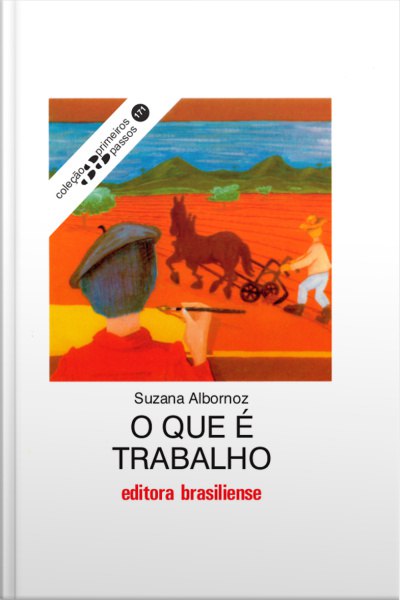 coleção
primeiros
passos
171
Suzana Albornoz
O QUE É
TRABALHO
editora brasiliense